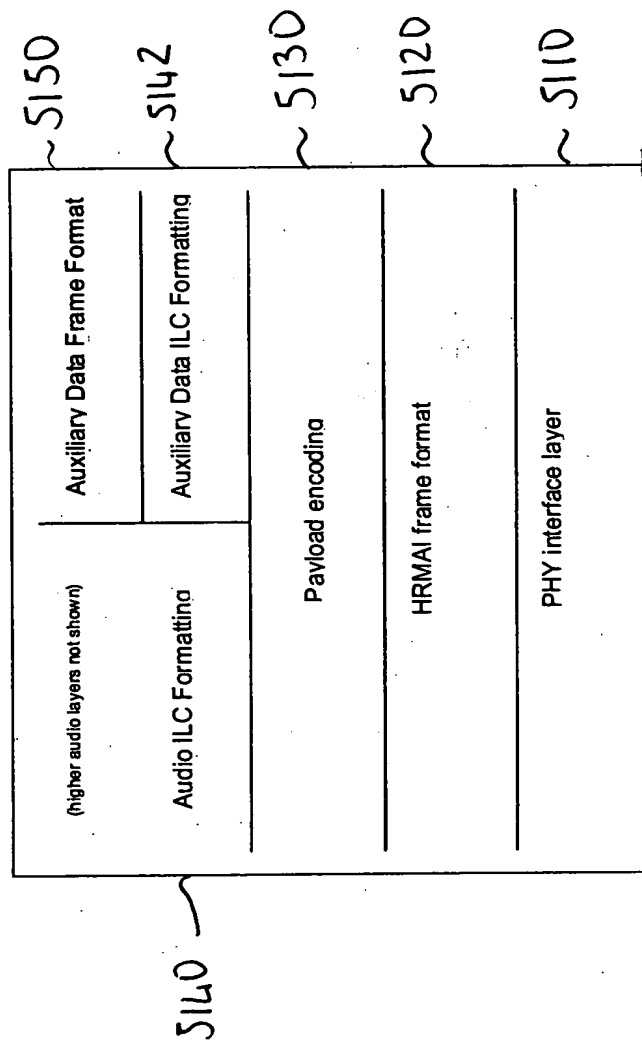 (higher audio layers not shown)
Auxiliary Data Frame Format
5150
Audio ILC Formatting
Auxiliary Data ILC Formatting
5142
5140
Payload encoding
5130
HRMAI frame format
5120
PHY interface layer
5110